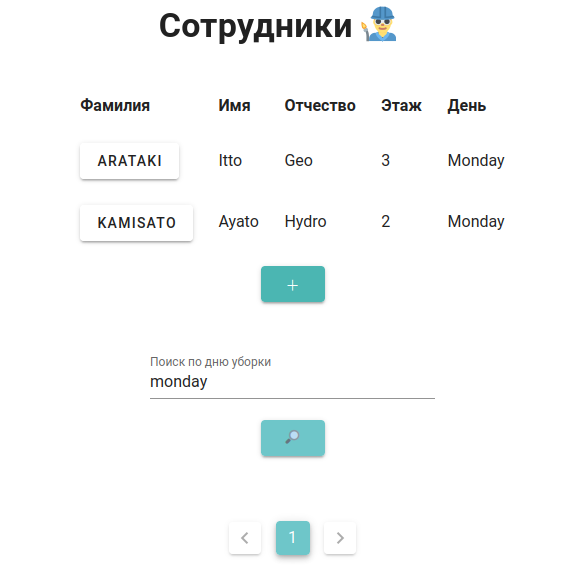 Сотрудники
Фамилия Имя Отчество Этаж День
ARATAKI Itto Geo 3 Monday
KAMISATO Ayato Hydro 2 Monday
+
Поиск по дню уборки
monday
1